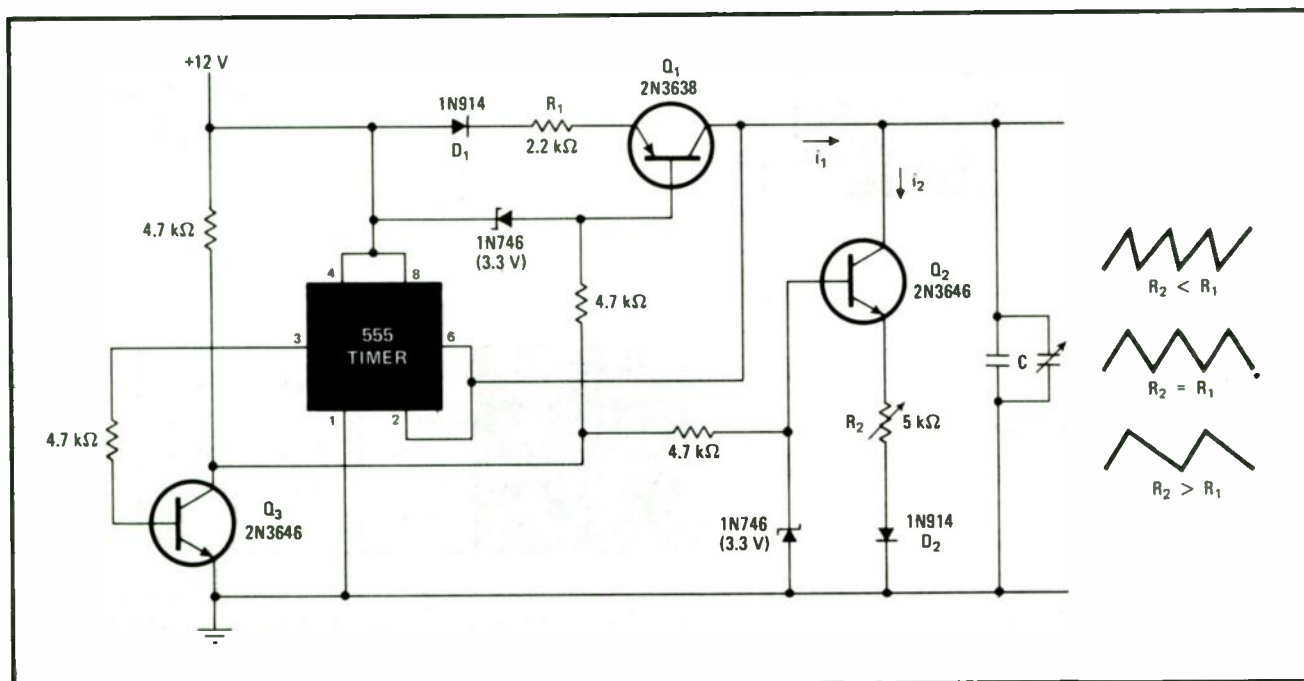 +12 V
Q₁
2N3638
1N914
D₁
R₁
2.2 kΩ
i₁
i₂
4.7 kΩ
1N746
(3.3 V)
4
8
555
TIMER
3
6
1
2
4.7 kΩ
Q₂
2N3646
4.7 kΩ
4.7 kΩ
R₂
5 kΩ
C
Q₃
2N3646
1N746
(3.3 V)
1N914
D₂
R₂ < R₁
R₂ = R₁
R₂ > R₁